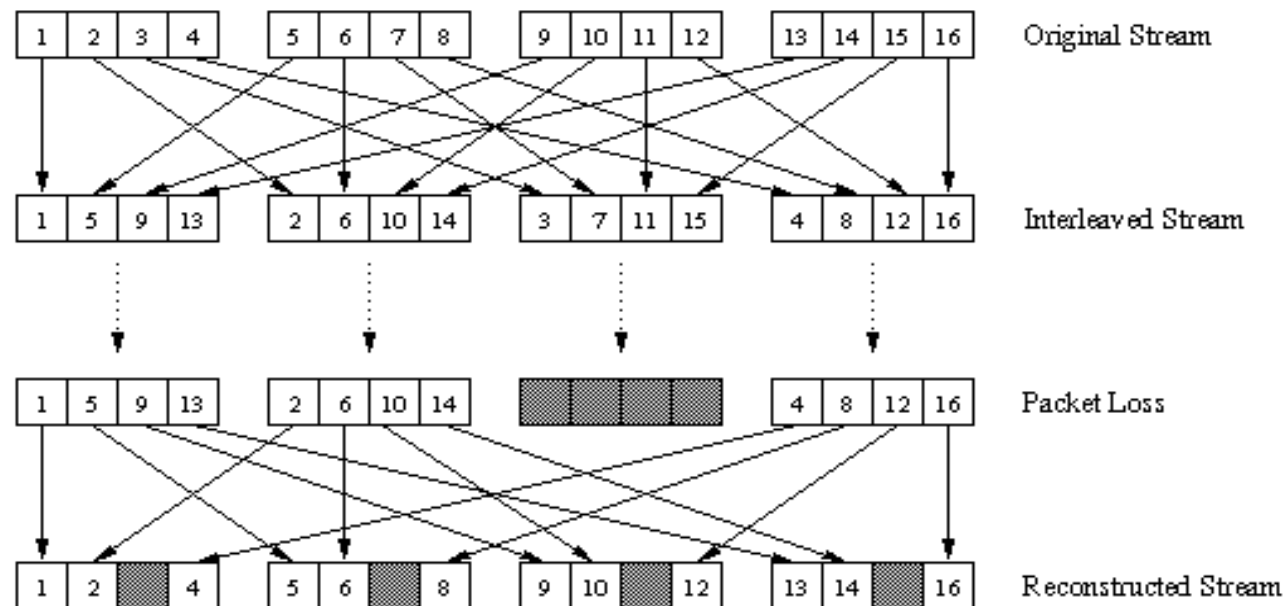 1 2 3 4 5 6 7 8 9 10 11 12 13 14 15 16 Original Stream
1 5 9 13 2 6 10 14 3 7 11 15 4 8 12 16 Interleaved Stream
1 5 9 13 2 6 10 14 4 8 12 16 Packet Loss
1 2 4 5 6 8 9 10 12 13 14 16 Reconstructed Stream